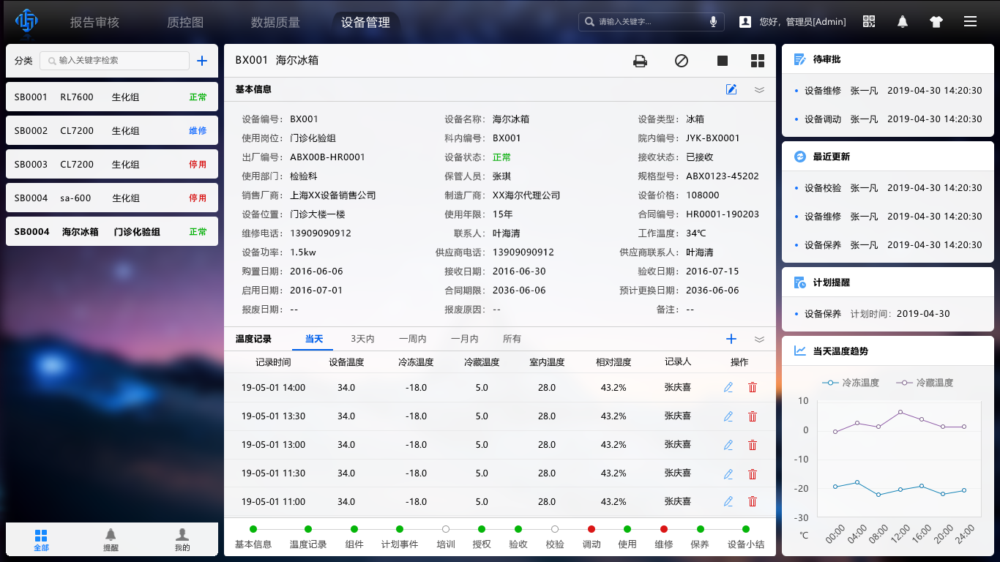 报告审核 质控图 数据质量 设备管理 请输入关键字... 您好，管理员[Admin]
分类 输入关键字检索
SB0001 RL7600 生化组 正常
SB0002 CL7200 生化组 维修
SB0003 CL7200 生化组 停用
SB0004 sa-600 生化组 停用
SB0004 海尔冰箱 门诊化验组 正常
全部 提醒 我的
BX001 海尔冰箱
基本信息
设备编号： BX001 设备名称： 海尔冰箱 设备类型： 冰箱
使用岗位： 门诊化验组 科内编号： BX001 院内编号： JYK-BX0001
出厂编号： ABX00B-HR0001 设备状态： 正常 接收状态： 已接收
使用部门： 检验科 保管人员： 张琪 规格型号： ABX0123-45202
销售厂商： 上海XX设备销售公司 制造厂商： XX海尔代理公司 设备价格： 108000
设备位置： 门诊大楼一楼 使用年限： 15年 合同编号： HR0001-190203
维修电话： 13909090912 联系人： 叶海清 工作温度： 34℃
设备功率： 1.5kw 供应商电话： 13909090912 供应商联系人： 叶海清
购置日期： 2016-06-06 接收日期： 2016-06-30 验收日期： 2016-07-15
启用日期： 2016-07-01 合同期限： 2036-06-06 预计更换日期： 2036-06-06
报废日期： -- 报废原因： -- 备注： --
温度记录 当天 3天内 一周内 一月内 所有
记录时间 设备温度 冷冻温度 冷藏温度 室内温度 相对湿度 记录人 操作
19-05-01 14:00 34.0 -18.0 5.0 28.0 43.2% 张庆喜
19-05-01 13:30 34.0 -18.0 5.0 28.0 43.2% 张庆喜
19-05-01 13:00 34.0 -18.0 5.0 28.0 43.2% 张庆喜
19-05-01 11:30 34.0 -18.0 5.0 28.0 43.2% 张庆喜
19-05-01 11:00 34.0 -18.0 5.0 28.0 43.2% 张庆喜
基本信息 温度记录 组件 计划事件 培训 授权 验收 校验 调动 使用 维修 保养 设备小结
待审批
设备维修 张一凡 2019-04-30 14:20:30
设备调动 张一凡 2019-04-30 14:20:30
最近更新
设备校验 张一凡 2019-04-30 14:20:30
设备维修 张一凡 2019-04-30 14:20:30
设备保养 张一凡 2019-04-30 14:20:30
计划提醒
设备保养 计划时间： 2019-04-30
当天温度趋势
冷冻温度 冷藏温度
10
0
-10
-20
-30
℃ 00:00 04:00 08:00 12:00 16:00 20:00 24:00